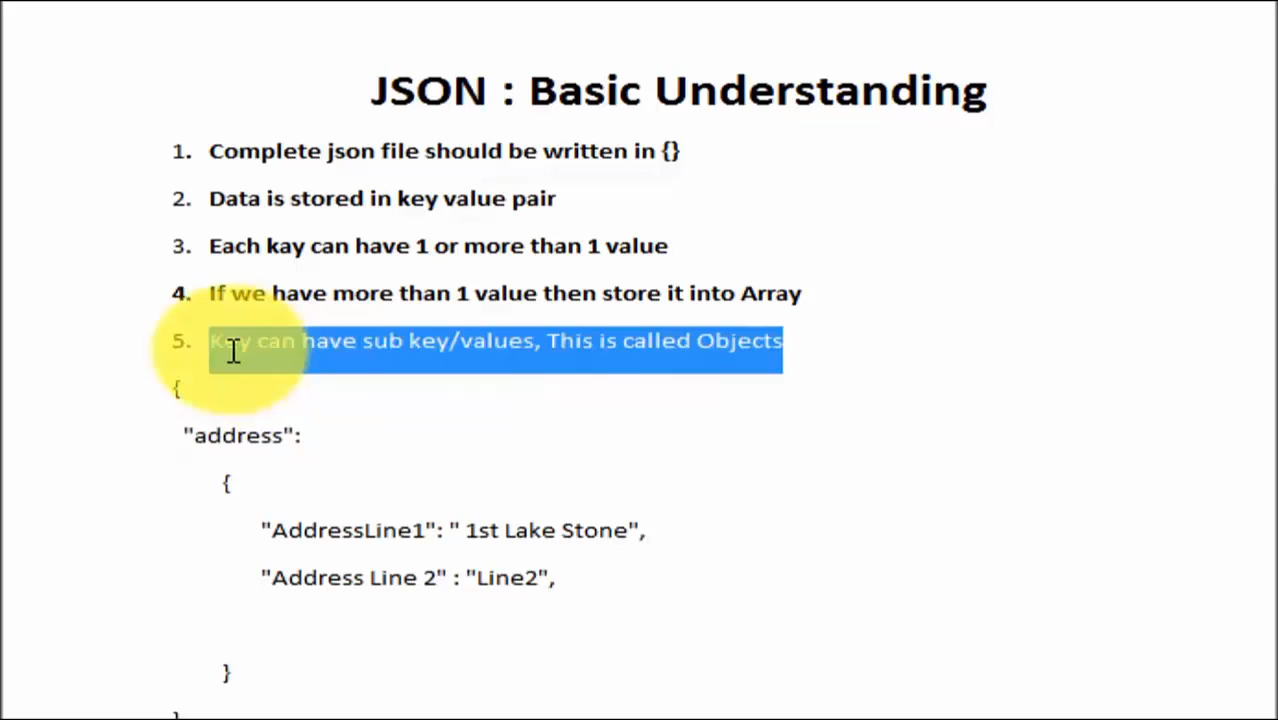 JSON : Basic Understanding
1. Complete json file should be written in {}
2. Data is stored in key value pair
3. Each kay can have 1 or more than 1 value
4. If we have more than 1 value then store it into Array
5. Key can have sub key/values, This is called Objects
{
"address":
{
"AddressLine1": " 1st Lake Stone",
"Address Line 2" : "Line2",
}
}